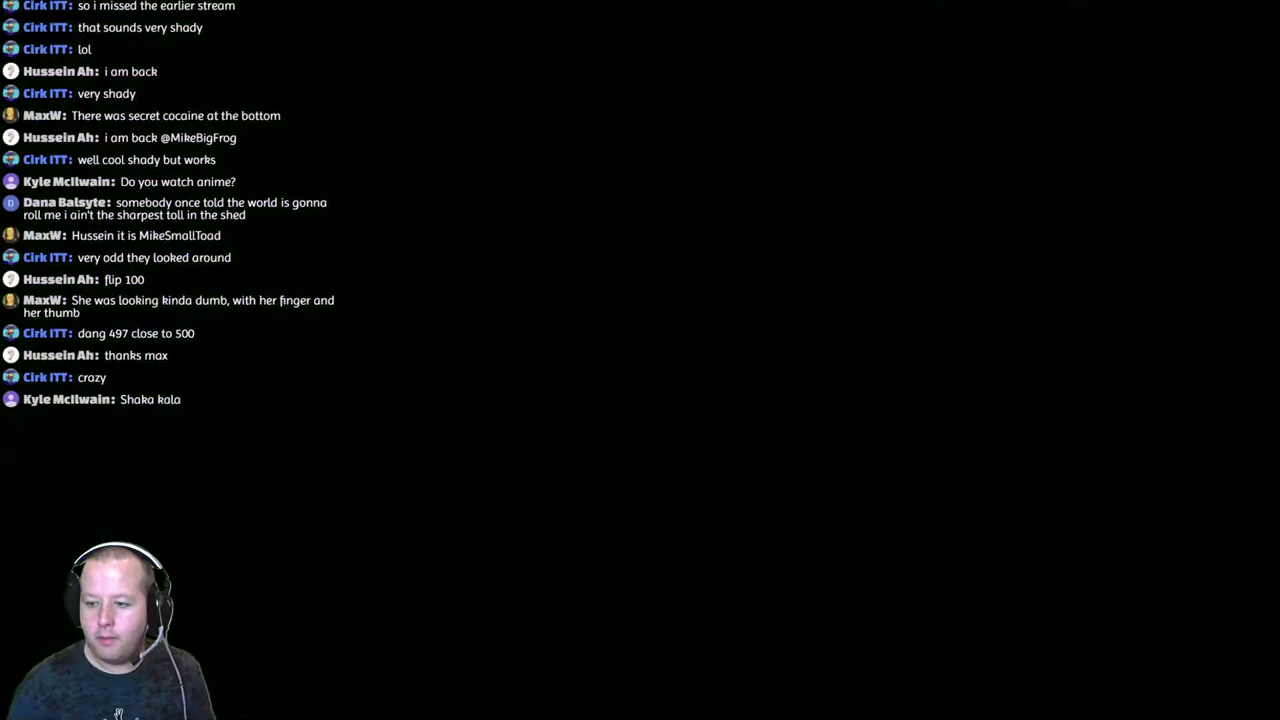 Cirk ITT: so i missed the earlier stream
Cirk ITT: that sounds very shady
Cirk ITT: lol
Hussein Ah: i am back
Cirk ITT: very shady
MaxW: There was secret cocaine at the bottom
Hussein Ah: i am back @MikeBigFrog
Cirk ITT: well cool shady but works
Kyle McIlwain: Do you watch anime?
D Dana Balsyte: somebody once told the world is gonna
roll me i ain't the sharpest toll in the shed
MaxW: Hussein it is MikeSmallToad
Cirk ITT: very odd they looked around
Hussein Ah: flip 100
MaxW: She was looking kinda dumb, with her finger and
her thumb
Cirk ITT: dang 497 close to 500
Hussein Ah: thanks max
Cirk ITT: crazy
Kyle McIlwain: Shaka kala